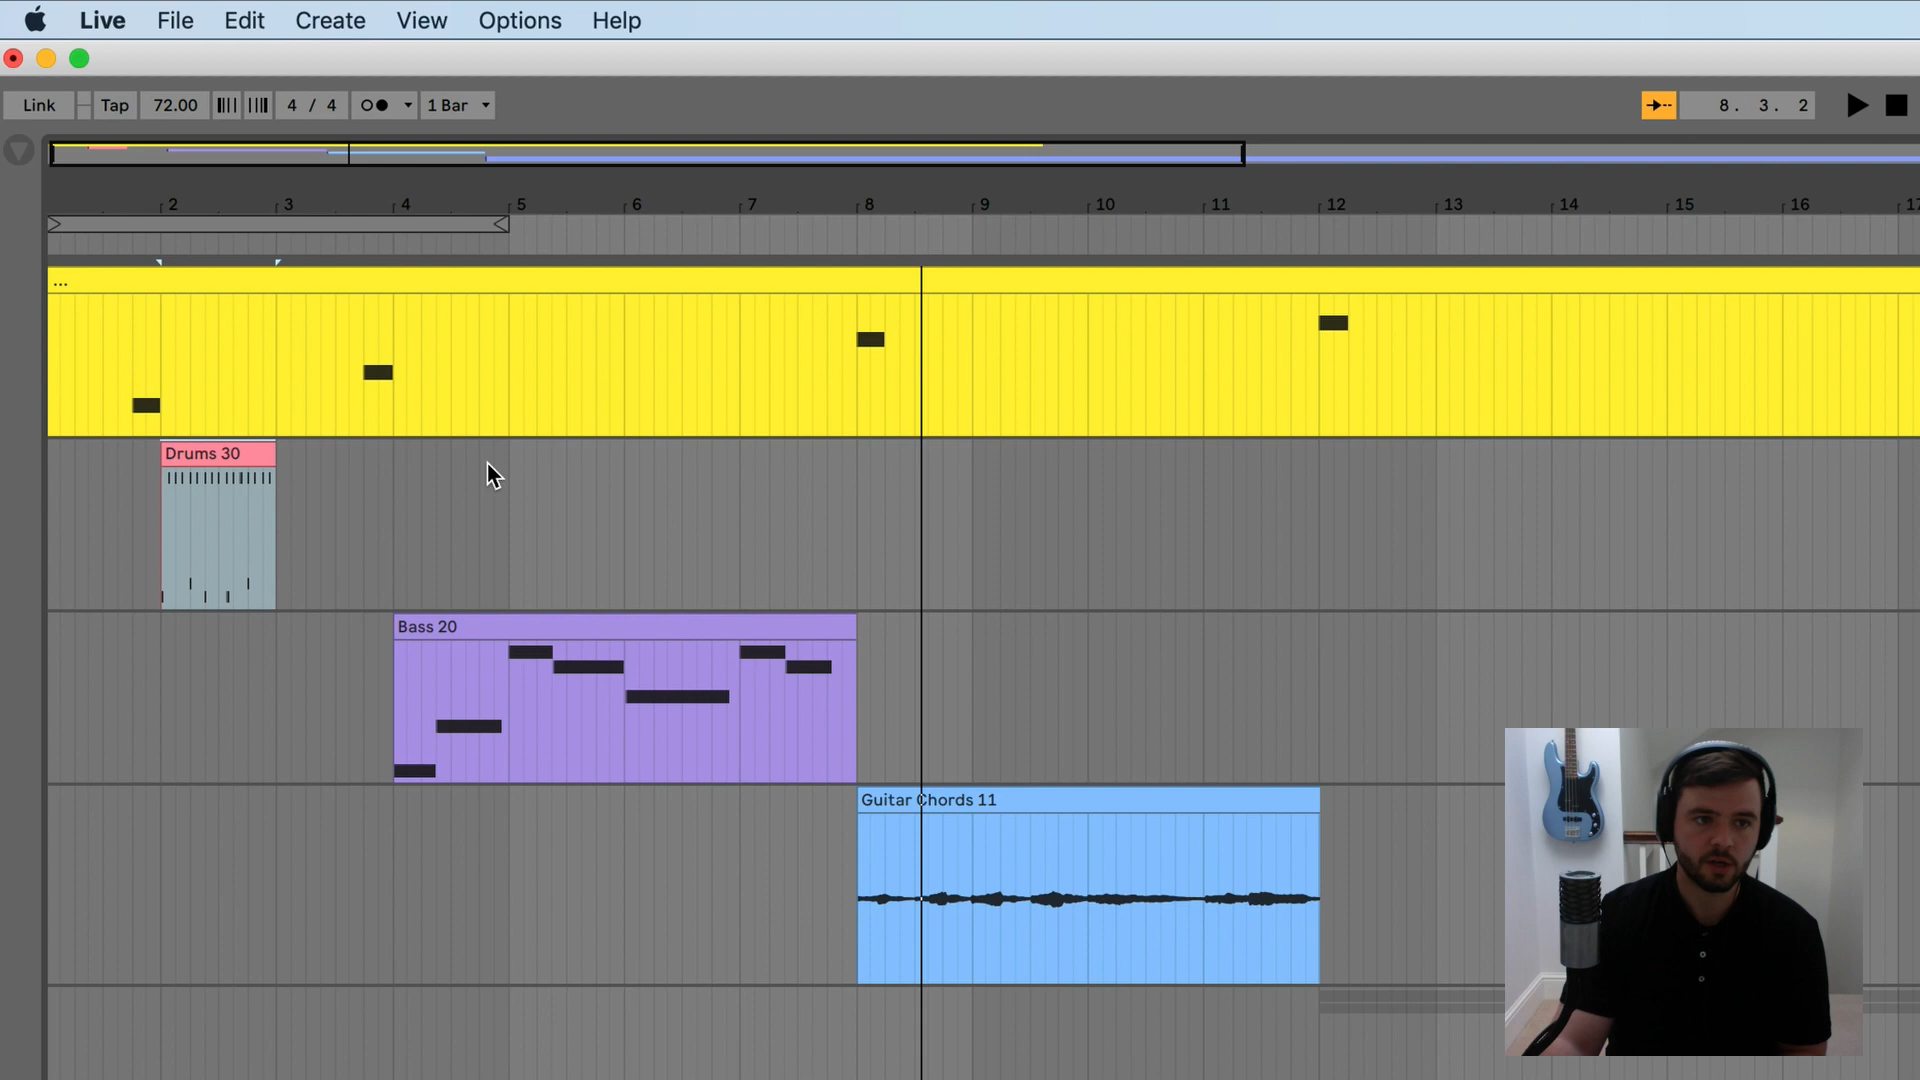 Live File Edit Create View Options Help
Link Tap 72.00 4 / 4 1 Bar 8. 3. 2
2 3 4 5 6 7 8 9 10 11 12 13 14 15 16 17
...
Drums 30
Bass 20
Guitar Chords 11